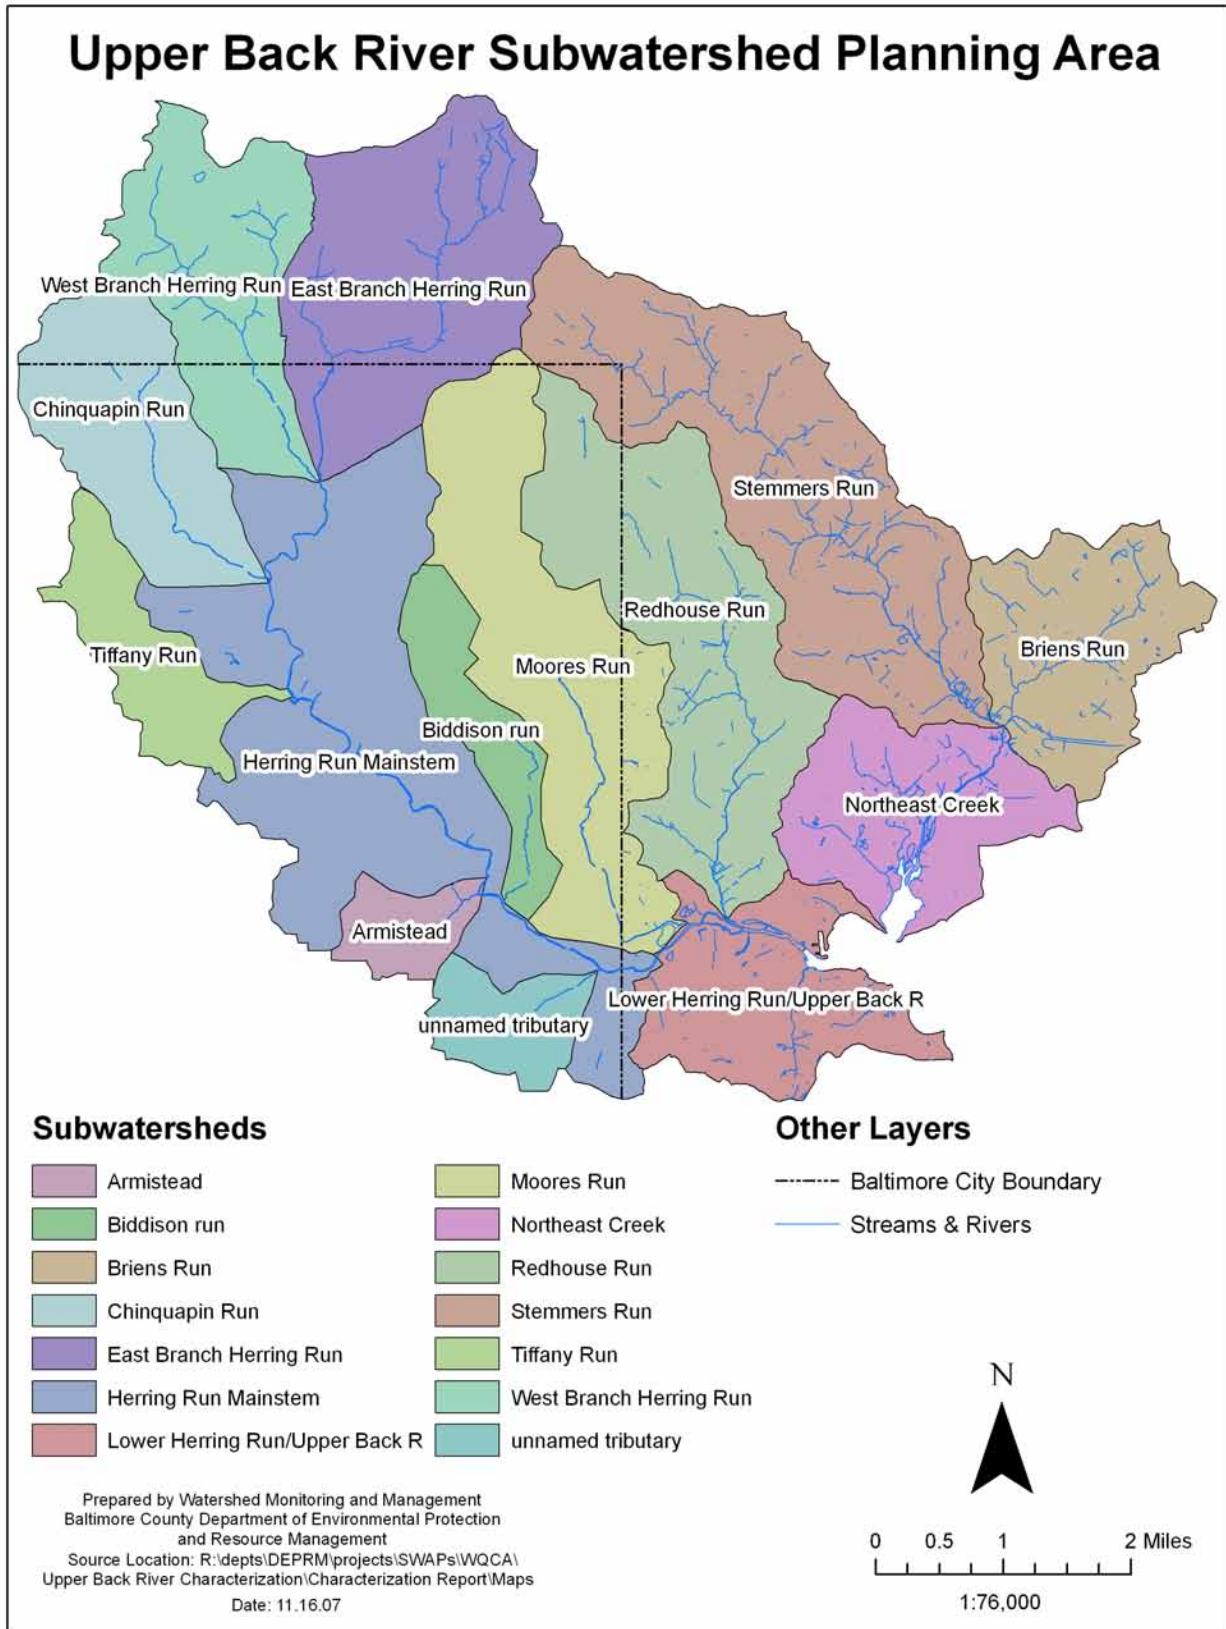 Upper Back River Subwatershed Planning Area
West Branch Herring Run
East Branch Herring Run
Chinquapin Run
Stemmers Run
Redhouse Run
Briens Run
Tiffany Run
Moores Run
Biddison run
Herring Run Mainstem
Northeast Creek
Armistead
Lower Herring Run/Upper Back R
unnamed tributary
Subwatersheds
Armistead
Biddison run
Briens Run
Chinquapin Run
East Branch Herring Run
Herring Run Mainstem
Lower Herring Run/Upper Back R
Moores Run
Northeast Creek
Redhouse Run
Stemmers Run
Tiffany Run
West Branch Herring Run
unnamed tributary
Other Layers
Baltimore City Boundary
Streams & Rivers
Prepared by Watershed Monitoring and Management
Baltimore County Department of Environmental Protection
and Resource Management
Source Location: R:\depts\DEPRM\projects\SWAPs\WQCA\
Upper Back River Characterization\Characterization Report\Maps
Date: 11.16.07
N
0 0.5 1 2 Miles
1:76,000